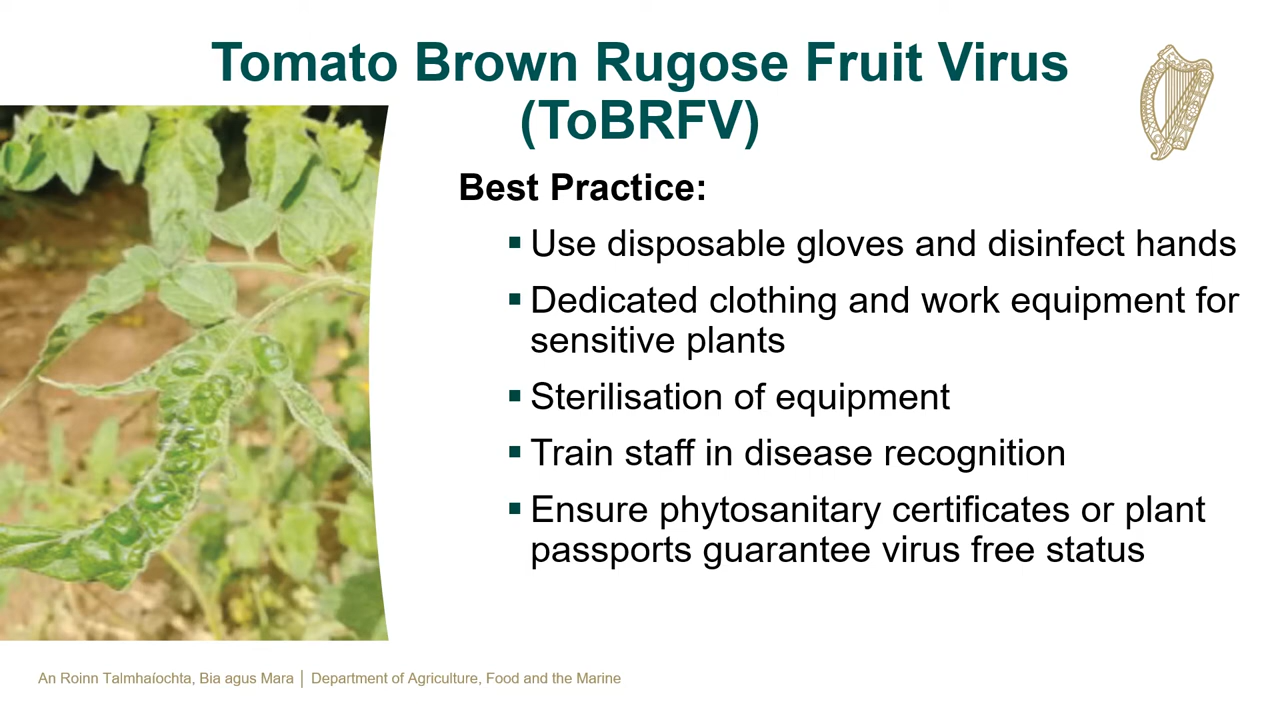 Tomato Brown Rugose Fruit Virus
(ToBRFV)
Best Practice:
▪ Use disposable gloves and disinfect hands
▪ Dedicated clothing and work equipment for
sensitive plants
▪ Sterilisation of equipment
▪ Train staff in disease recognition
▪ Ensure phytosanitary certificates or plant
passports guarantee virus free status
An Roinn Talmhaíochta, Bia agus Mara | Department of Agriculture, Food and the Marine